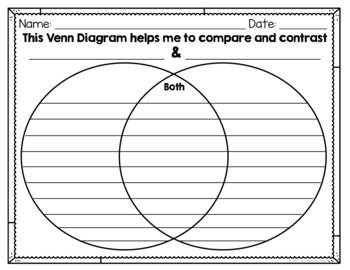 Name: Date:
This Venn Diagram helps me to compare and contrast
&
Both